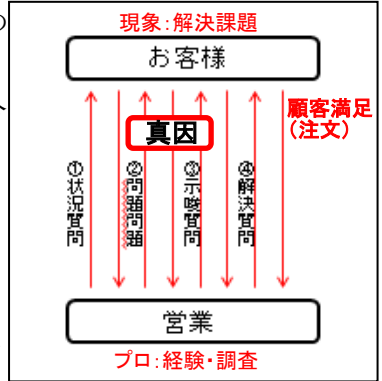 の
現象:解決課題
お客様
へ
顧客満足
(注文)
真因
①状況質問
②問題問題
③示唆質問
④解決質問
営業
プロ:経験・調査